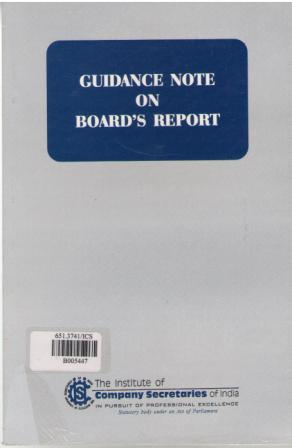 GUIDANCE NOTE
ON
BOARD'S REPORT
651.3741/ICS
B005447
The Institute of
Company Secretaries of India
IN PURSUIT OF PROFESSIONAL EXCELLENCE
Statutory body under an Act of Parliament